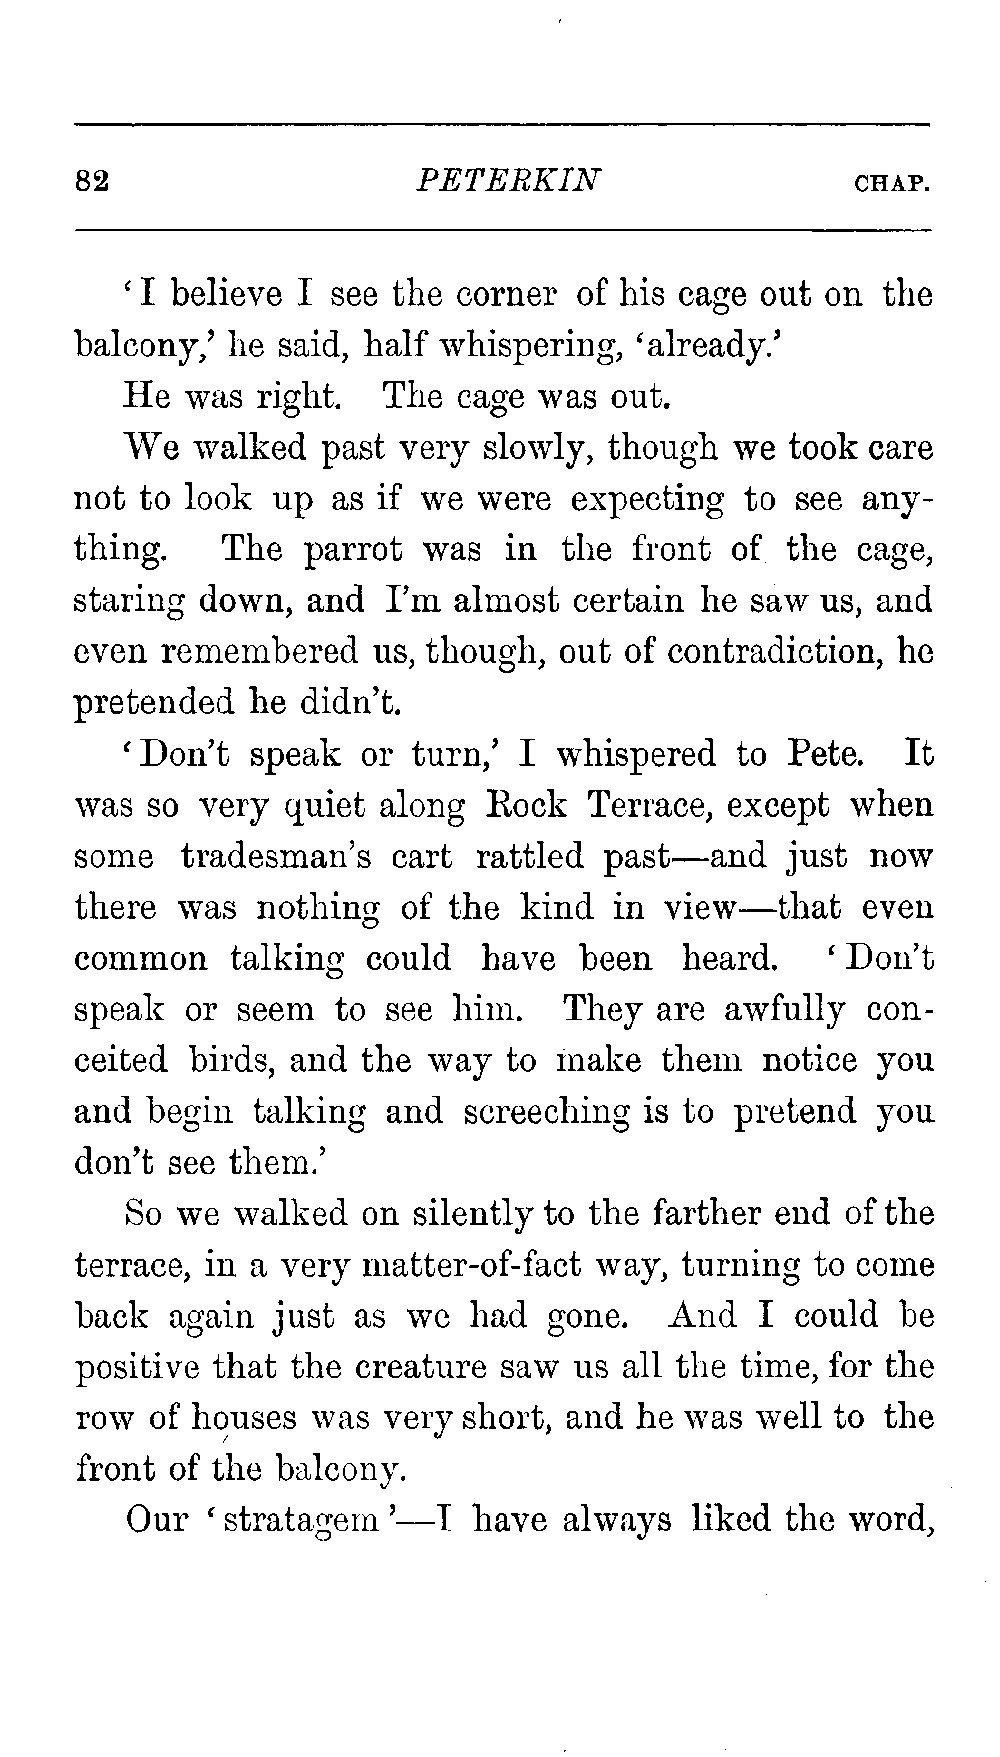 82 PETERKIN CHAP.
‘I believe I see the corner of his cage out on the
balcony,’ he said, half whispering, ‘already.’
He was right. The cage was out.
We walked past very slowly, though we took care
not to look up as if we were expecting to see any-
thing. The parrot was in the front of the cage,
staring down, and I’m almost certain he saw us, and
even remembered us, though, out of contradiction, he
pretended he didn’t.
‘Don’t speak or turn,’ I whispered to Pete. It
was so very quiet along Rock Terrace, except when
some tradesman’s cart rattled past—and just now
there was nothing of the kind in view—that even
common talking could have been heard. ‘Don’t
speak or seem to see him. They are awfully con-
ceited birds, and the way to make them notice you
and begin talking and screeching is to pretend you
don’t see them.’
So we walked on silently to the farther end of the
terrace, in a very matter-of-fact way, turning to come
back again just as we had gone. And I could be
positive that the creature saw us all the time, for the
row of houses was very short, and he was well to the
front of the balcony.
Our ‘stratagem’—I have always liked the word,